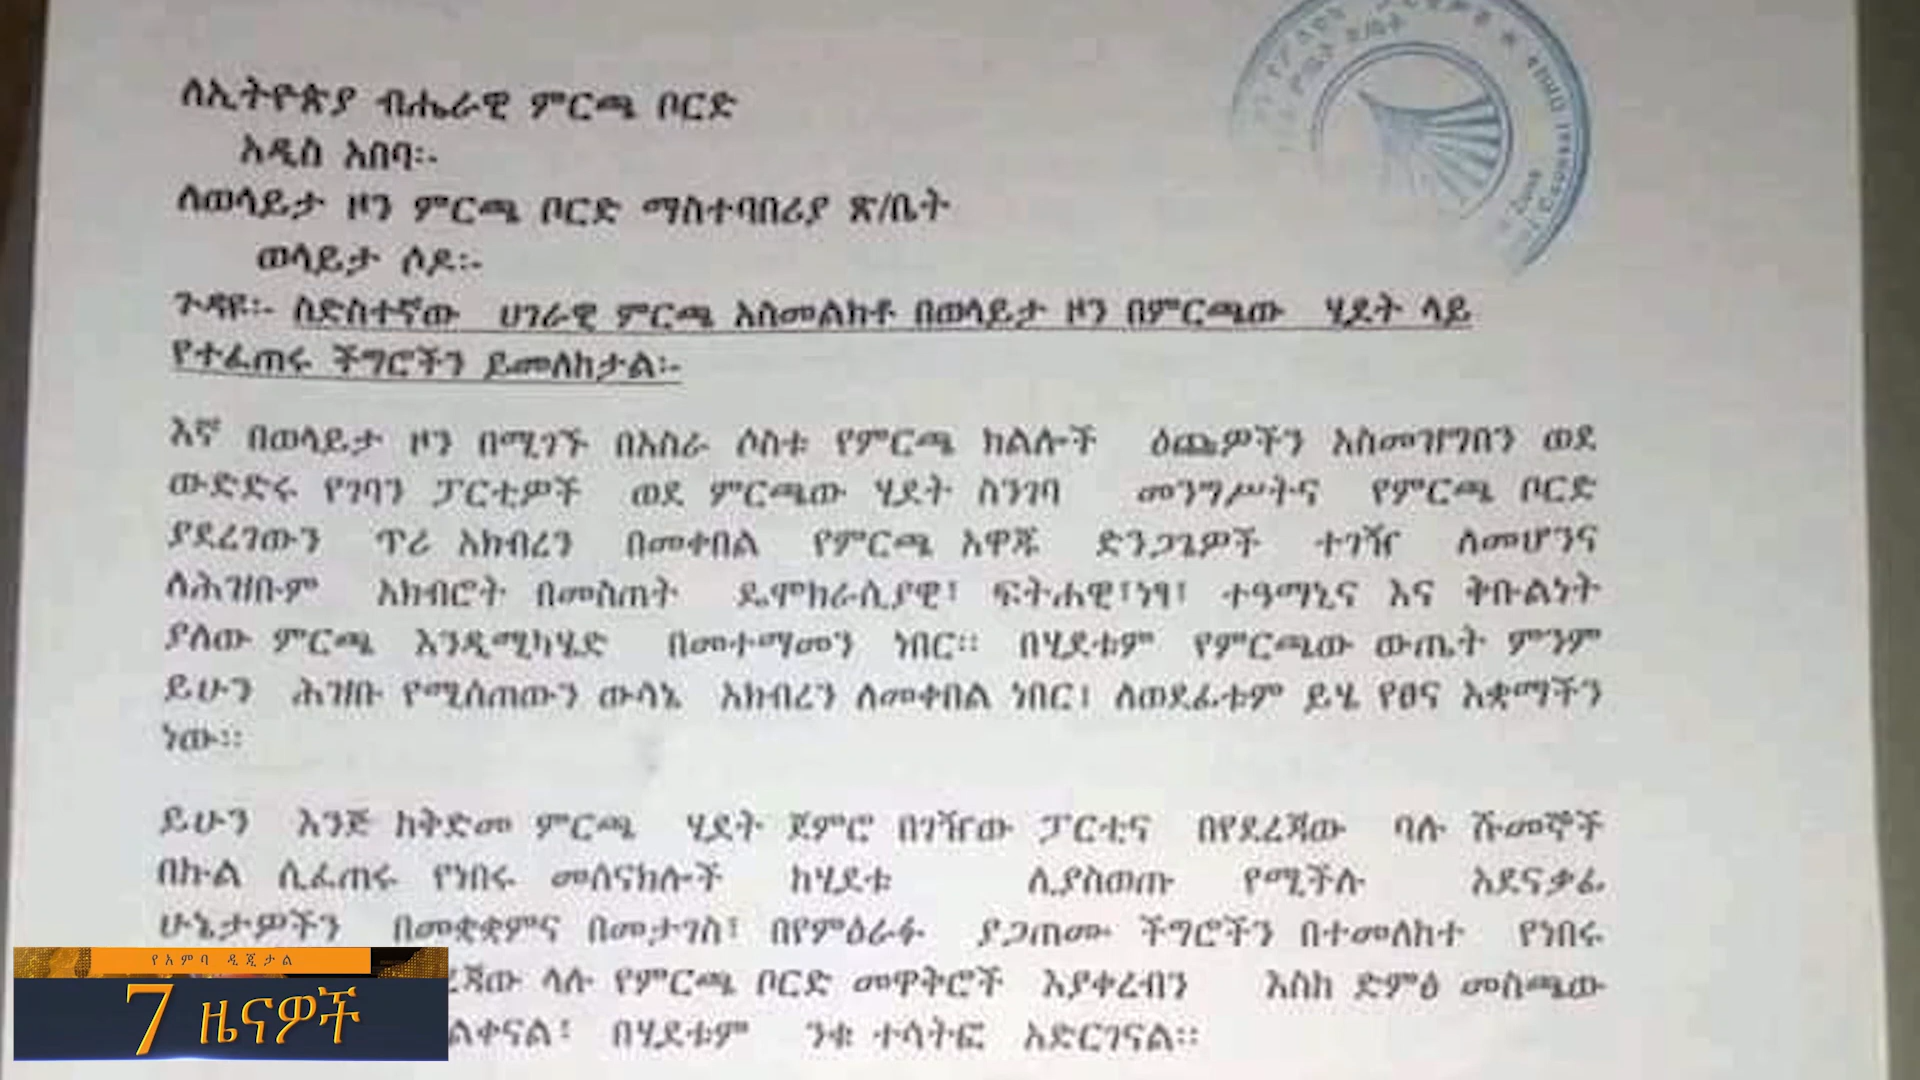 ለኢትዮጵያ ብሔራዊ ምርጫ ቦርድ
አዲስ አበባ፡-
ለወላይታ ዞን ምርጫ ቦርድ ማስተባበሪያ ጽ/ቤት
ወላይታ ሶዶ፡-
ጉዳዩ፡- ስድስተኛው ሀገራዊ ምርጫ አስመልክቶ በወላይታ ዞን በምርጫው ሂደት ላይ
የተፈጠሩ ችግሮችን ይመለከታል፡-
እኛ በወላይታ ዞን በሚገኙ በአስራ ሶስቱ የምርጫ ክልሎች ዕጩዎችን አስመዝግበን ወደ
ውድድሩ የገባን ፓርቲዎች ወደ ምርጫው ሂደት ስንገባ መንግሥትና የምርጫ ቦርድ
ያደረገውን ጥሪ አክብረን በመቀበል የምርጫ አዋጁ ድንጋጌዎች ተገዥ ለመሆንና
ለሕዝቡም አክብሮት በመስጠት ዴሞክራሲያዊ፣ ፍትሐዊ፣ነፃ፣ ተዓማኒና እና ቅቡልነት
ያለው ምርጫ እንዲሚካሄድ በመተማመን ነበር። በሂደቱም የምርጫው ውጤት ምንም
ይሁን ሕዝቡ የሚሰጠውን ውሳኔ አክብረን ለመቀበል ነበር፣ ለወደፊቱም ይሄ የፀና አቋማችን
ነው።
ይሁን እንጅ ከቅድመ ምርጫ ሂደት ጀምሮ በገዥው ፓርቲና በየደረጃው ባሉ ሹመኞች
በኩል ሲፈጠሩ የነበሩ መሰናክሎች ከሂደቱ ሊያስወጡ የሚችሉ አደናቃፊ
ሁኔታዎችን በመቋቋምና በመታገስ፣ በየምዕራፉ ያጋጠሙ ችግሮችን በተመለከተ የነበሩ
ረጃው ላሉ የምርጫ ቦርድ መዋቅሮች እያቀረብን እስከ ድምፅ መስጫው
ልቀናል፣ በሂደቱም ንቁ ተሳትፎ አድርገናል።
የአምባ ዲጂታል
7 ዜናዎች